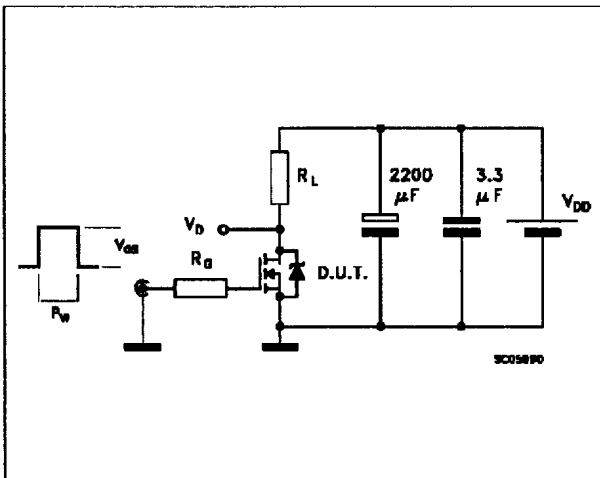 R_L
2200
μF
3.3
μF
V_DD
V_D
V_GS
R_G
D.U.T.
P_W
SC05990